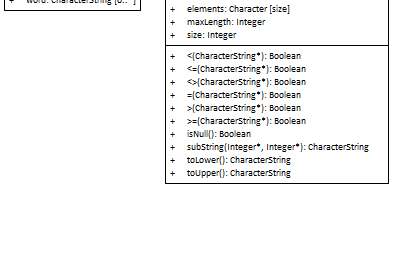 + word: CharacterString [0..*]
+ elements: Character [size]
+ maxLength: Integer
+ size: Integer
+ <(CharacterString*): Boolean
+ <=(CharacterString*): Boolean
+ <>(CharacterString*): Boolean
+ =(CharacterString*): Boolean
+ >(CharacterString*): Boolean
+ >=(CharacterString*): Boolean
+ isNull(): Boolean
+ subString(Integer*, Integer*): CharacterString
+ toLower(): CharacterString
+ toUpper(): CharacterString